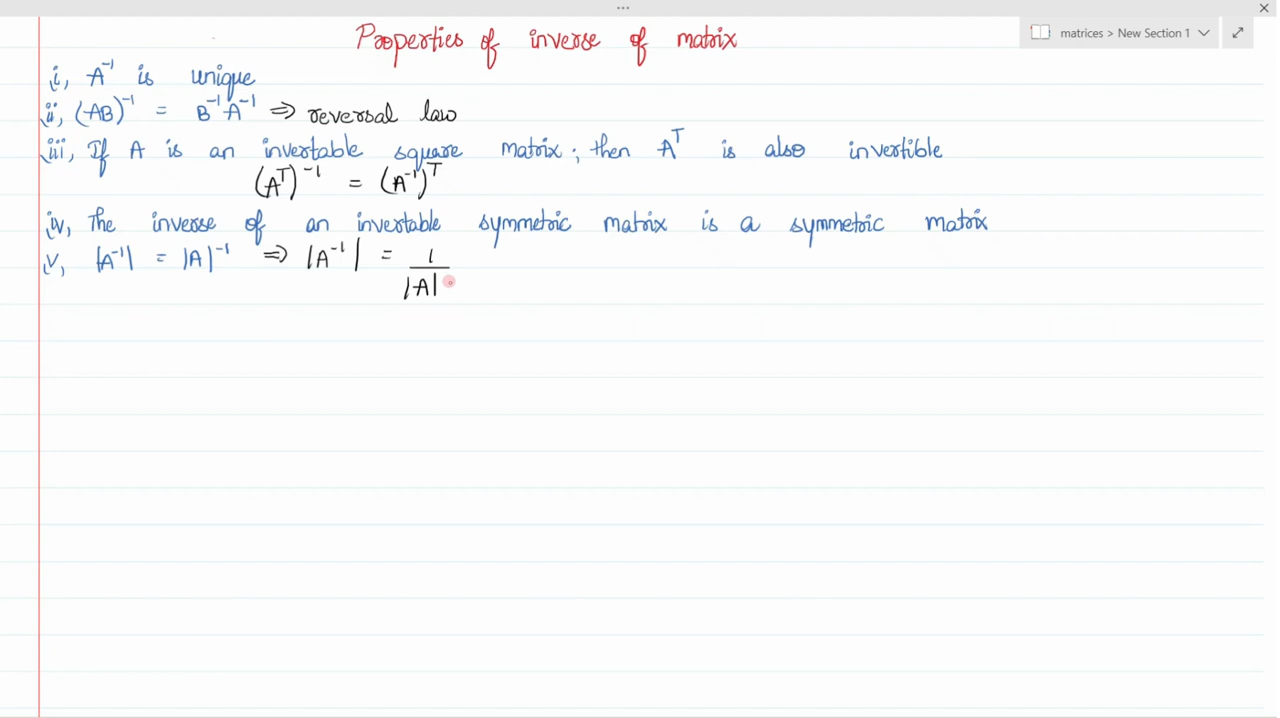 matrices > New Section 1
Properties of inverse of matrix
i, A⁻¹ is unique
ii, (AB)⁻¹ = B⁻¹A⁻¹ ⇒ reversal law
iii, If A is an invertable square matrix; then Aᵀ is also invertible
(Aᵀ)⁻¹ = (A⁻¹)ᵀ
iv, The inverse of an invertable symmetric matrix is a symmetric matrix
v, |A⁻¹| = |A|⁻¹ ⇒ |A⁻¹| = 1/|A|